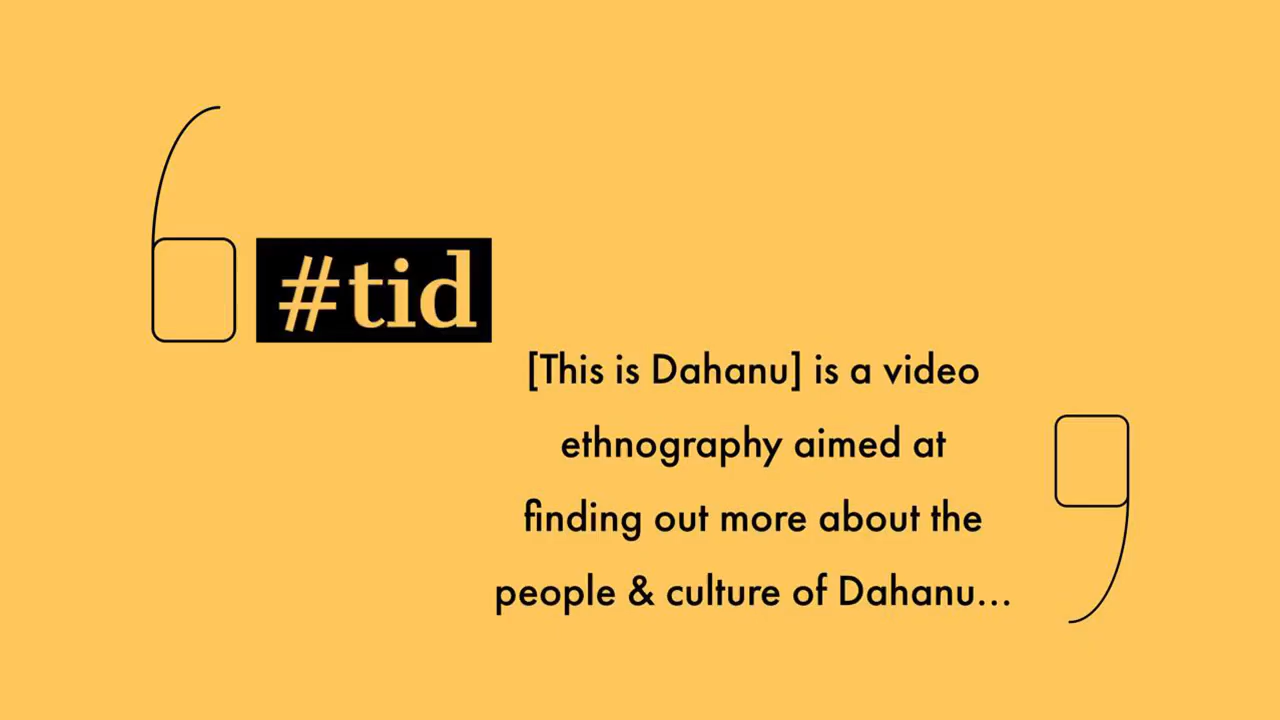 #tid
[This is Dahanu] is a video
ethnography aimed at
finding out more about the
people & culture of Dahanu...